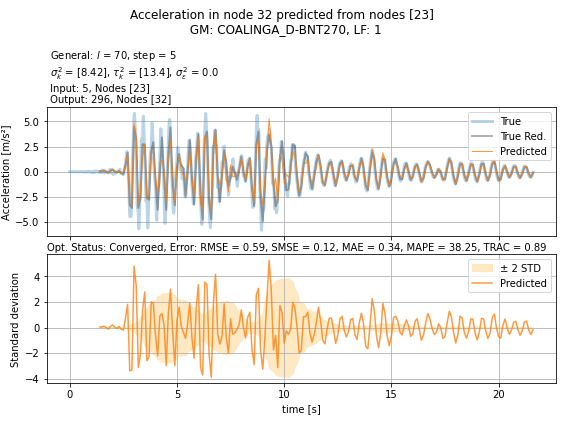 Acceleration in node 32 predicted from nodes [23]
GM: COALINGA_D-BNT270, LF: 1
General: l = 70, step = 5
σ²ₖ = [8.42], τ²ₖ = [13.4], σ²ε = 0.0
Input: 5, Nodes [23]
Output: 296, Nodes [32]
Acceleration [m/s²]
5.0
2.5
0.0
−2.5
−5.0
True
True Red.
Predicted
Opt. Status: Converged, Error: RMSE = 0.59, SMSE = 0.12, MAE = 0.34, MAPE = 38.25, TRAC = 0.89
Standard deviation
4
2
0
−2
−4
± 2 STD
Predicted
0
5
10
15
20
time [s]